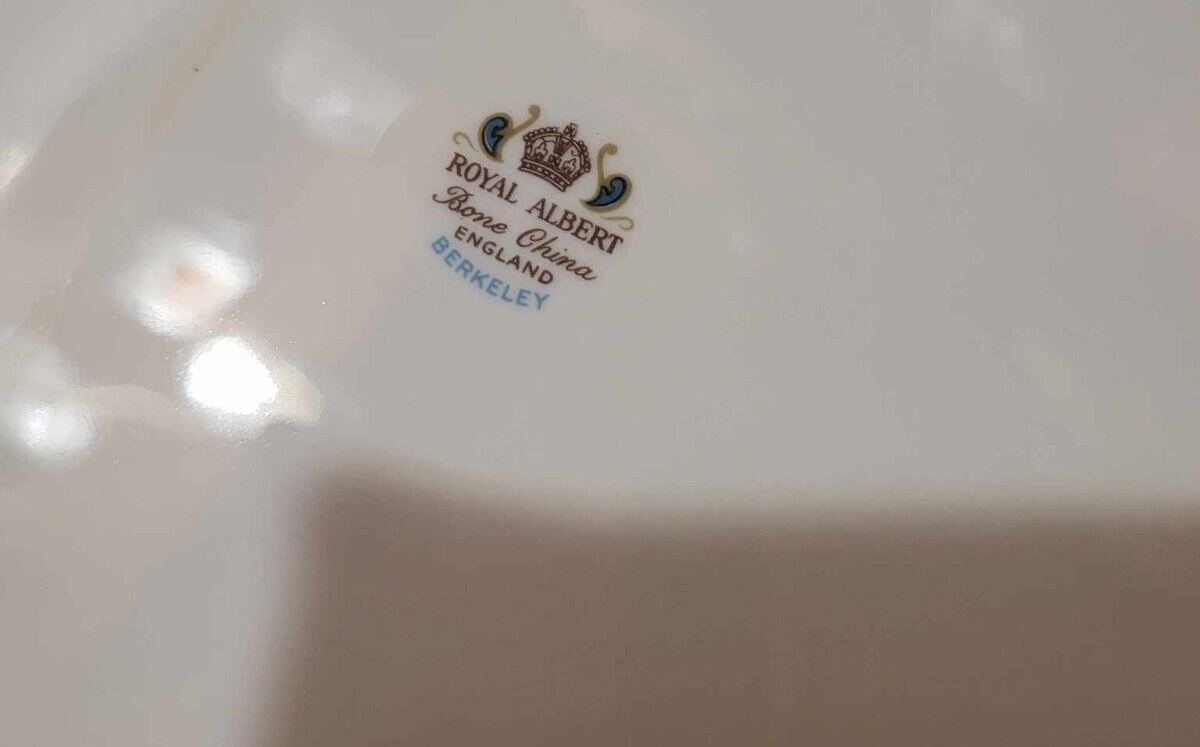 ROYAL ALBERT
Bone China
ENGLAND
BERKELEY